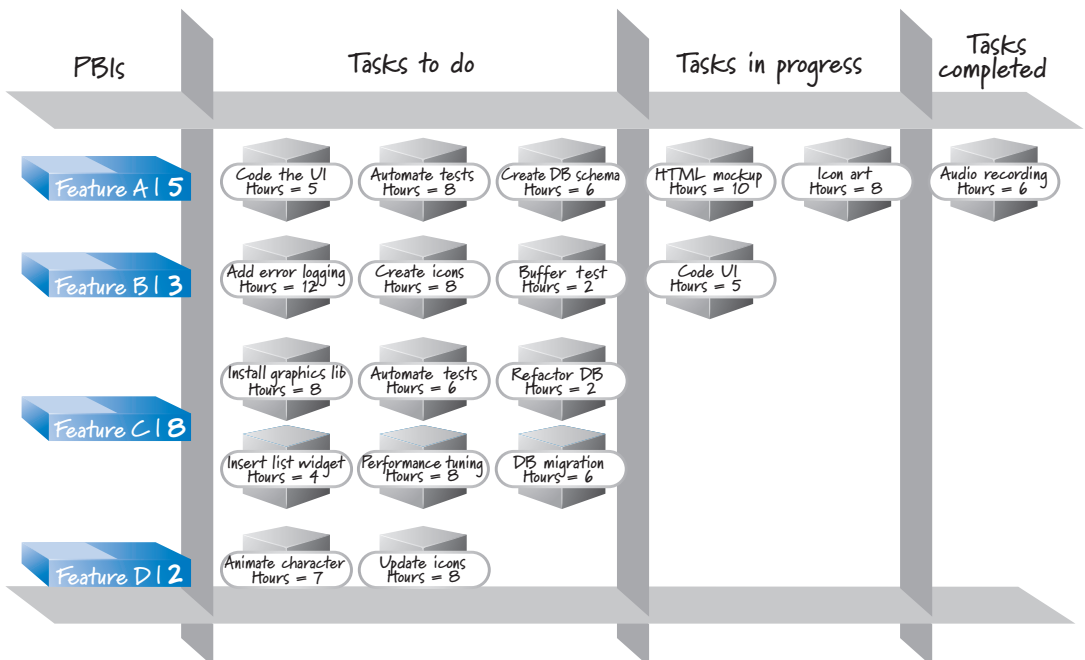 PBIs
Tasks to do
Tasks in progress
Tasks
completed
Feature A | 5
Code the UI
Hours = 5
Automate tests
Hours = 8
Create DB schema
Hours = 6
HTML mockup
Hours = 10
Icon art
Hours = 8
Audio recording
Hours = 6
Feature B | 3
Add error logging
Hours = 12
Create icons
Hours = 8
Buffer test
Hours = 2
Code UI
Hours = 5
Feature C | 8
Install graphics lib
Hours = 8
Automate tests
Hours = 6
Refactor DB
Hours = 2
Insert list widget
Hours = 4
Performance tuning
Hours = 8
DB migration
Hours = 6
Feature D | 2
Animate character
Hours = 7
Update icons
Hours = 8